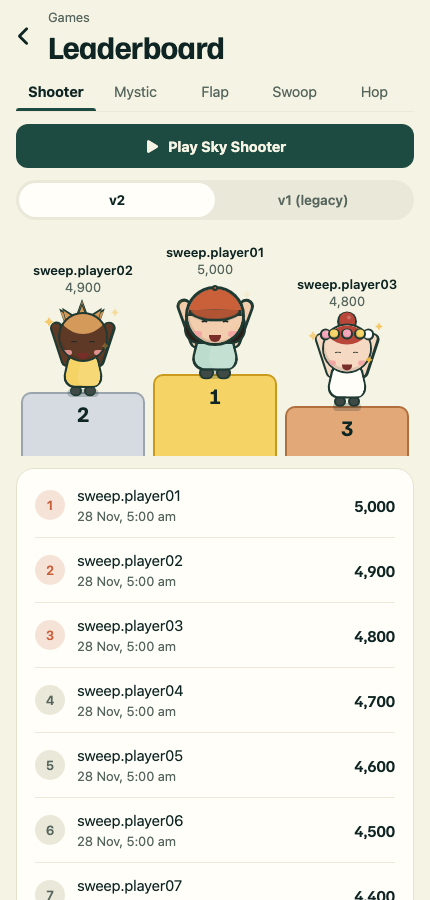 Games
Leaderboard
Shooter Mystic Flap Swoop Hop
Play Sky Shooter
v2 v1 (legacy)
sweep.player01
5,000
sweep.player02
4,900
sweep.player03
4,800
2 1 3
1 sweep.player01 5,000
28 Nov, 5:00 am
2 sweep.player02 4,900
28 Nov, 5:00 am
3 sweep.player03 4,800
28 Nov, 5:00 am
4 sweep.player04 4,700
28 Nov, 5:00 am
5 sweep.player05 4,600
28 Nov, 5:00 am
6 sweep.player06 4,500
28 Nov, 5:00 am
7 sweep.player07 4,400